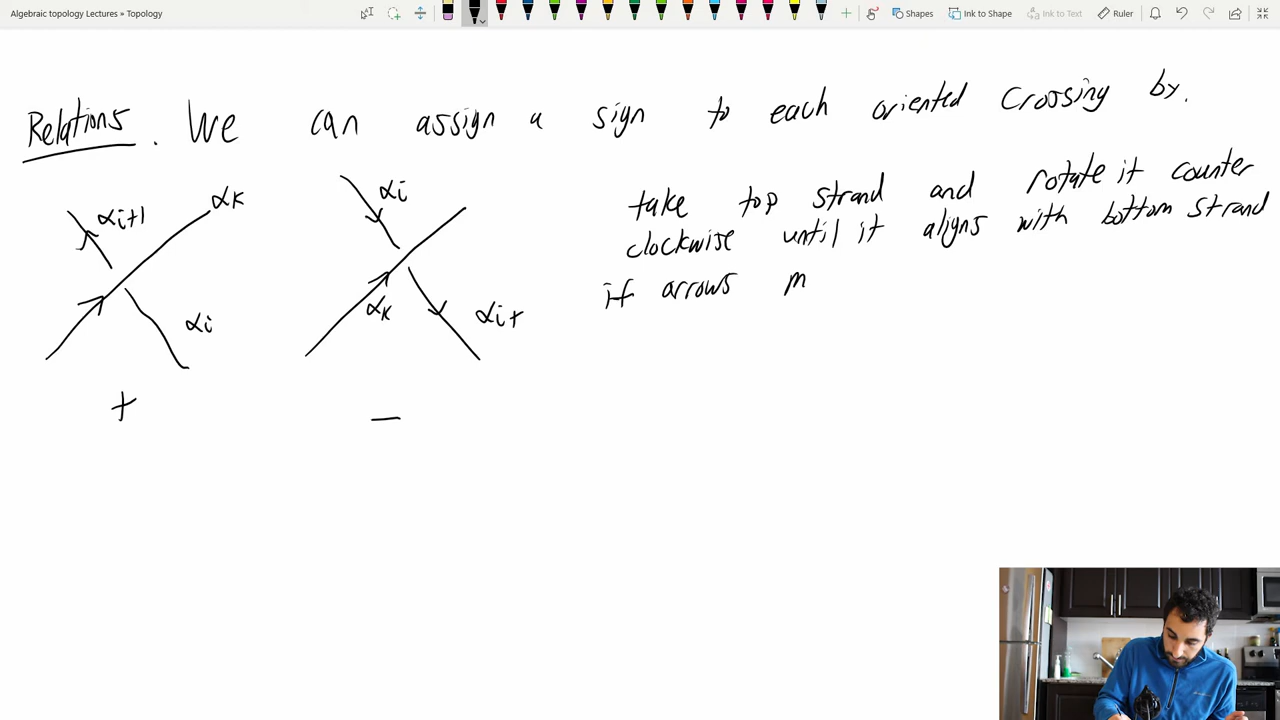 Algebraic topology Lectures » Topology
Shapes
Ink to Shape
Ink to Text
Ruler
Relations. We can assign a sign to each oriented crossing by.
αi+1
αk
αi
+
αi
αk
αi+
−
take top strand and rotate it counter
clockwise until it aligns with bottom strand
if arrows m